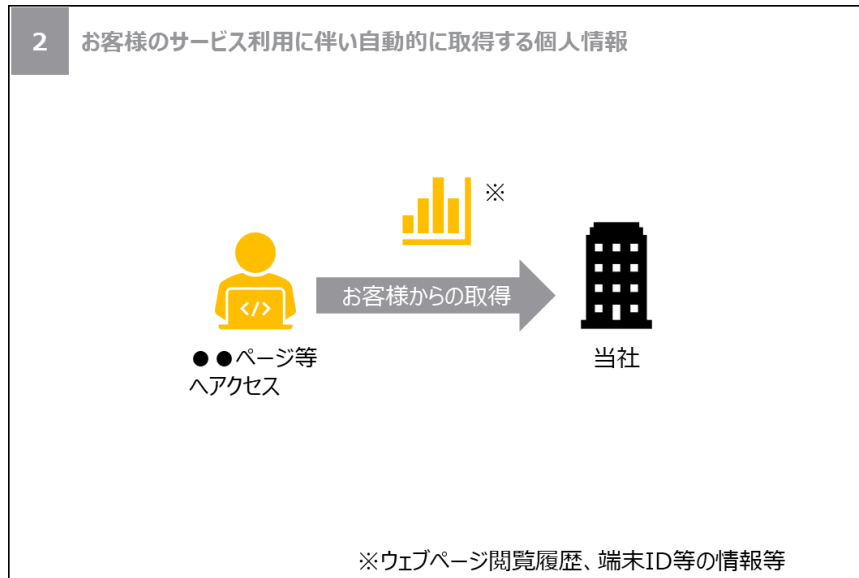 2 お客様のサービス利用に伴い自動的に取得する個人情報
※
</>
お客様からの取得
●●ページ等
へアクセス
当社
※ウェブページ閲覧履歴、端末ID等の情報等